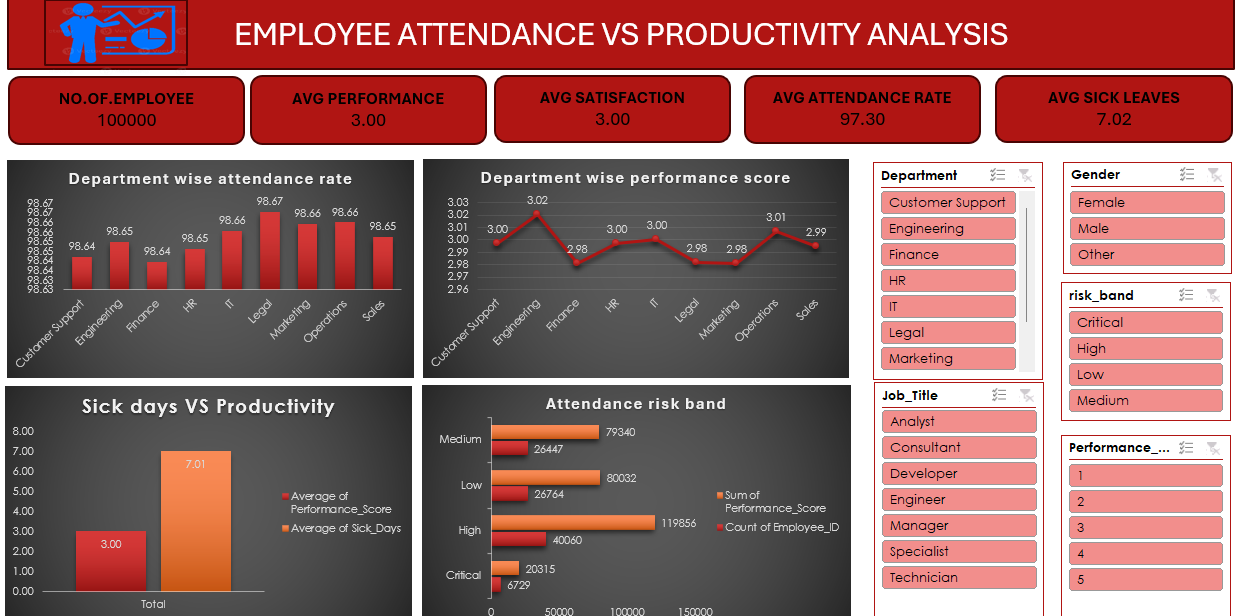 EMPLOYEE ATTENDANCE VS PRODUCTIVITY ANALYSIS
NO.OF.EMPLOYEE
100000
AVG PERFORMANCE
3.00
AVG SATISFACTION
3.00
AVG ATTENDANCE RATE
97.30
AVG SICK LEAVES
7.02
Department wise attendance rate
98.67
98.67
98.66
98.66
98.65
98.65
98.64
98.64
98.63
98.63
98.64
98.65
98.64
98.65
98.66
98.67
98.66
98.66
98.65
Customer Support
Engineering
Finance
HR
IT
Legal
Marketing
Operations
Sales
Department wise performance score
3.03
3.02
3.01
3.00
2.99
2.98
2.97
2.96
3.00
3.02
2.98
3.00
3.00
2.98
2.98
3.01
2.99
Customer Support
Engineering
Finance
HR
IT
Legal
Marketing
Operations
Sales
Department
Customer Support
Engineering
Finance
HR
IT
Legal
Marketing
Gender
Female
Male
Other
risk_band
Critical
High
Low
Medium
Sick days VS Productivity
8.00
7.00
6.00
5.00
4.00
3.00
2.00
1.00
0.00
3.00
7.01
Total
Average of
Performance_Score
Average of Sick_Days
Attendance risk band
Medium
79340
26447
Low
80032
26764
High
119856
40060
Critical
20315
6729
0
50000
100000
150000
Sum of
Performance_Score
Count of Employee_ID
Job_Title
Analyst
Consultant
Developer
Engineer
Manager
Specialist
Technician
Performance_...
1
2
3
4
5